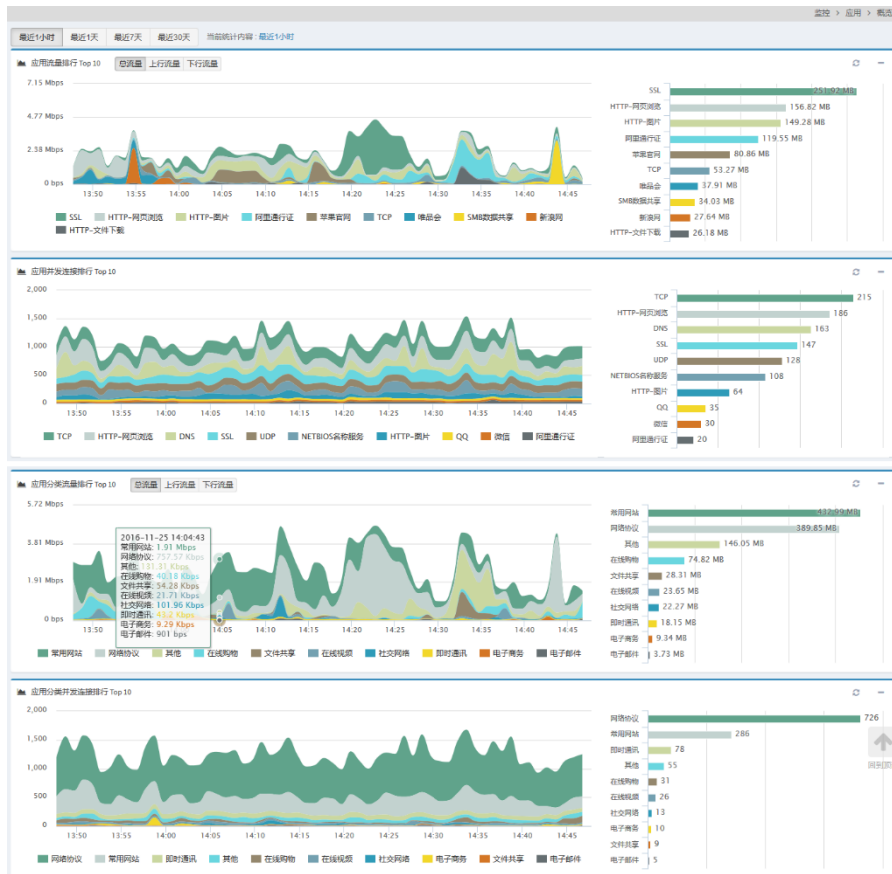 监控 > 应用 > 概览
最近1小时 最近1天 最近7天 最近30天 当前统计内容:最近1小时
应用流量排行 Top 10 总流量 上行流量 下行流量
7.15 Mbps
4.77 Mbps
2.38 Mbps
0 bps
13:50 13:55 14:00 14:05 14:10 14:15 14:20 14:25 14:30 14:35 14:40 14:45
SSL HTTP-网页浏览 HTTP-图片 阿里通行证 苹果官网 TCP 唯品会 SMB数据共享 新浪网
HTTP-文件下载
SSL 251.92 MB
HTTP-网页浏览 156.82 MB
HTTP-图片 149.28 MB
阿里通行证 119.55 MB
苹果官网 80.86 MB
TCP 53.27 MB
唯品会 37.91 MB
SMB数据共享 34.03 MB
新浪网 27.64 MB
HTTP-文件下载 26.18 MB
应用并发连接排行 Top 10
2,000
1,500
1,000
500
0
13:50 13:55 14:00 14:05 14:10 14:15 14:20 14:25 14:30 14:35 14:40 14:45
TCP HTTP-网页浏览 DNS SSL UDP NETBIOS名称服务 HTTP-图片 QQ 微信 阿里通行证
TCP 215
HTTP-网页浏览 186
DNS 163
SSL 147
UDP 128
NETBIOS名称服务 108
HTTP-图片 64
QQ 35
微信 30
阿里通行证 20
应用分类流量排行 Top 10 总流量 上行流量 下行流量
5.72 Mbps
3.81 Mbps
1.91 Mbps
0 bps
2016-11-25 14:04:43
常用网站: 1.91 Mbps
网络协议: 757.57 Kbps
其他: 131.31 Kbps
在线购物: 40.18 Kbps
文件共享: 54.28 Kbps
在线视频: 21.71 Kbps
社交网络: 101.96 Kbps
即时通讯: Kbps
电子商务: 9.29 Kbps
电子邮件: 901 bps
13:50 14:05 14:10 14:15 14:20 14:25 14:30 14:35 14:40 14:45
常用网站 网络协议 其他 在线购物 文件共享 在线视频 社交网络 即时通讯 电子商务 电子邮件
常用网站 432.99 MB
网络协议 389.85 MB
其他 146.05 MB
在线购物 74.82 MB
文件共享 28.31 MB
在线视频 23.65 MB
社交网络 22.27 MB
即时通讯 18.15 MB
电子商务 9.34 MB
电子邮件 3.73 MB
应用分类并发连接排行 Top 10
2,000
1,500
1,000
500
0
13:50 13:55 14:00 14:05 14:10 14:15 14:20 14:25 14:30 14:35 14:40 14:45
网络协议 常用网站 即时通讯 其他 在线购物 在线视频 社交网络 电子商务 文件共享 电子邮件
网络协议 726
常用网站 286
即时通讯 78
其他 55
在线购物 31
在线视频 26
社交网络 13
电子商务 10
文件共享 9
电子邮件 5
回到顶